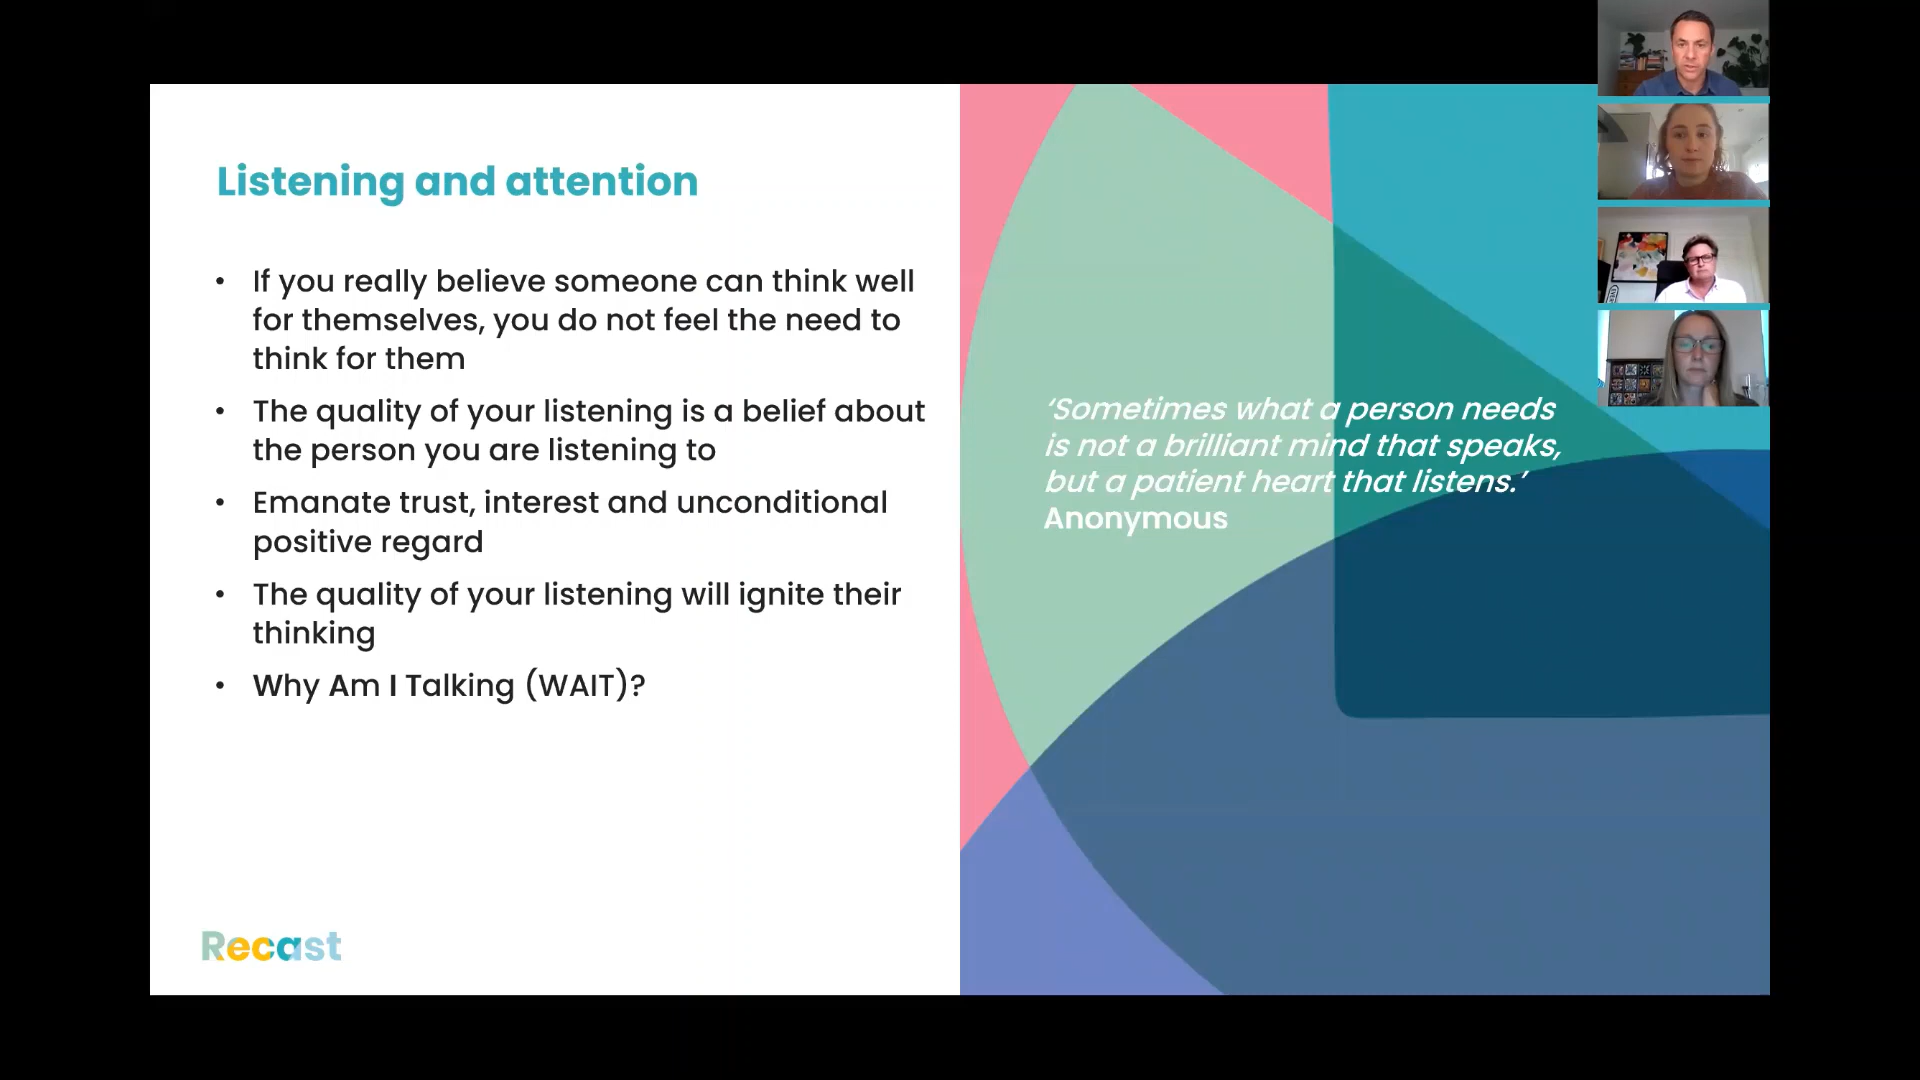 Listening and attention
• If you really believe someone can think well
for themselves, you do not feel the need to
think for them
• The quality of your listening is a belief about
the person you are listening to
• Emanate trust, interest and unconditional
positive regard
• The quality of your listening will ignite their
thinking
• Why Am I Talking (WAIT)?
‘Sometimes what a person needs
is not a brilliant mind that speaks,
but a patient heart that listens.’
Anonymous
Recast